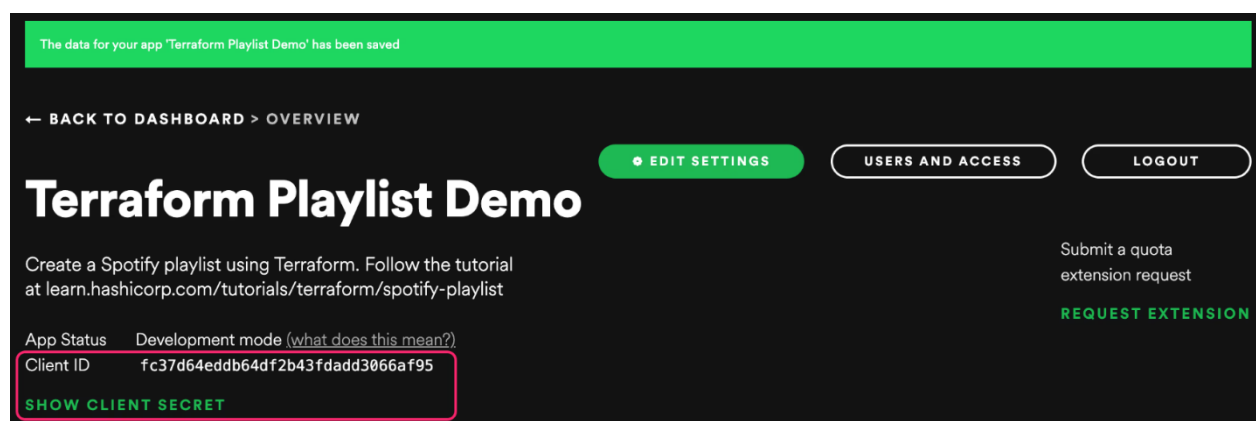 The data for your app 'Terraform Playlist Demo' has been saved
← BACK TO DASHBOARD > OVERVIEW
EDIT SETTINGS
USERS AND ACCESS
LOGOUT
Terraform Playlist Demo
Create a Spotify playlist using Terraform. Follow the tutorial
at learn.hashicorp.com/tutorials/terraform/spotify-playlist
Submit a quota
extension request
REQUEST EXTENSION
App Status Development mode (what does this mean?)
Client ID fc37d64eddb64df2b43fdadd3066af95
SHOW CLIENT SECRET